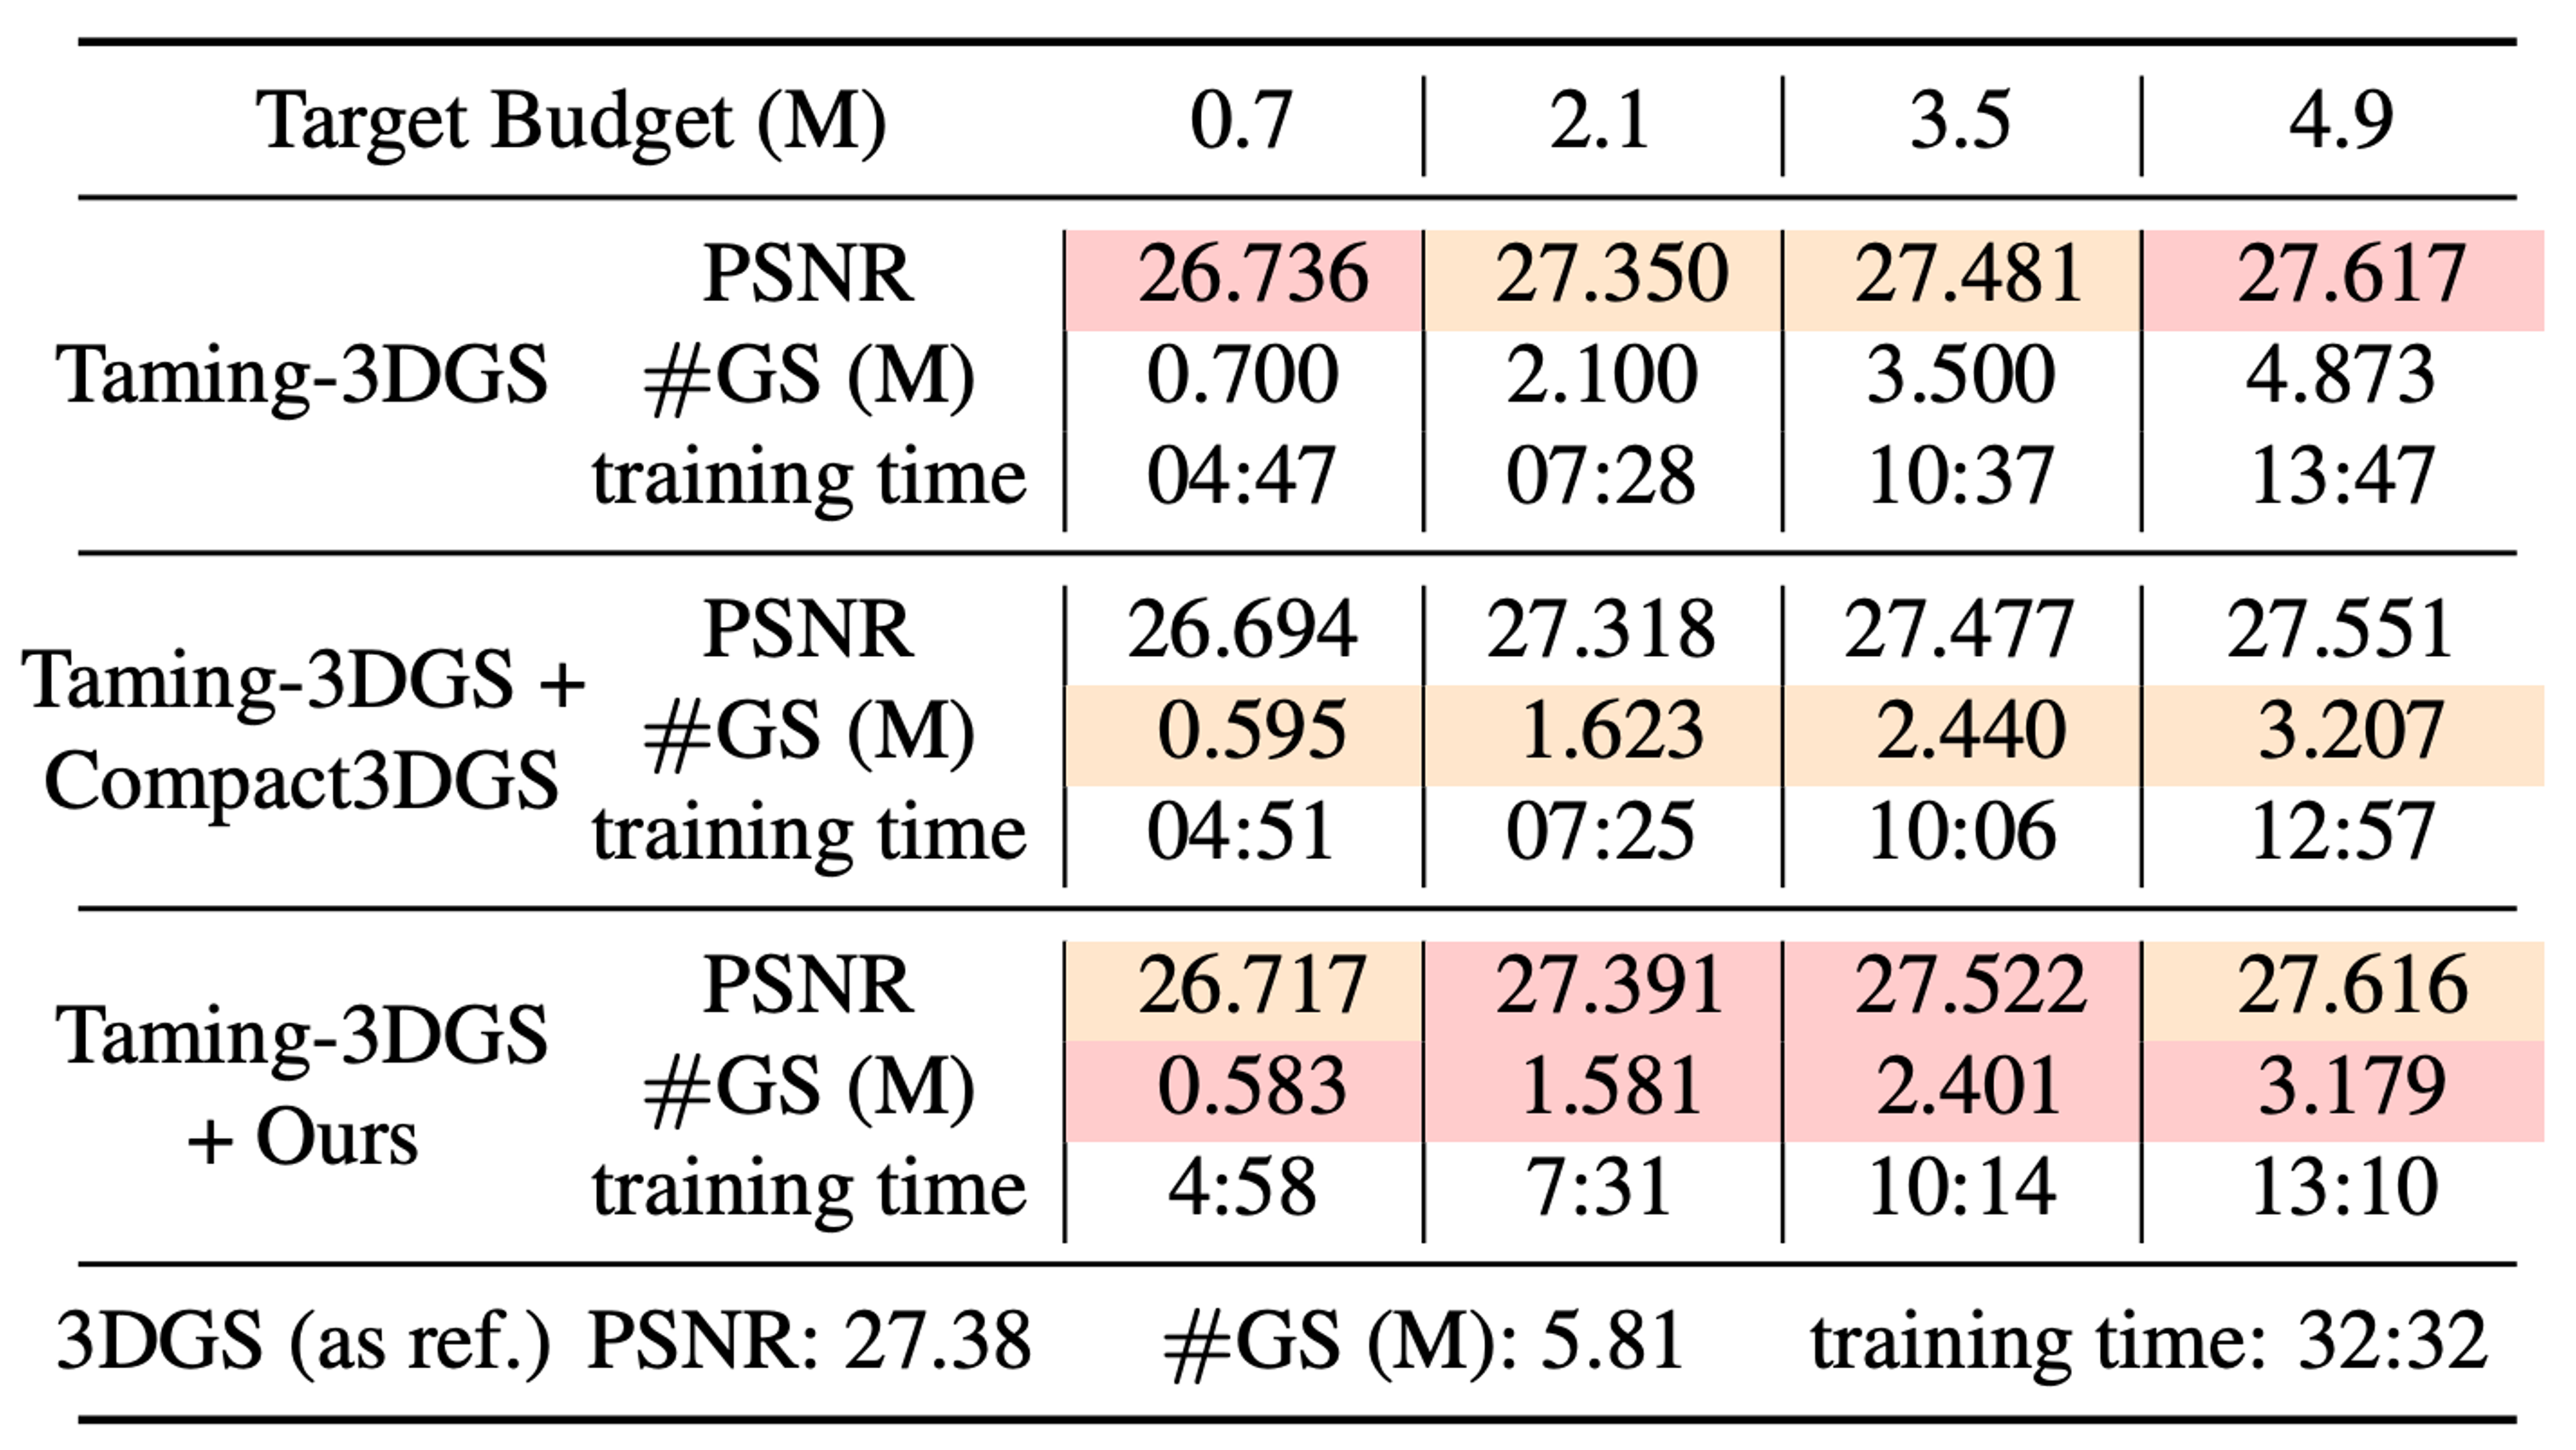 Target Budget (M) 0.7 2.1 3.5 4.9
PSNR 26.736 27.350 27.481 27.617
Taming-3DGS #GS (M) 0.700 2.100 3.500 4.873
training time 04:47 07:28 10:37 13:47
PSNR 26.694 27.318 27.477 27.551
Taming-3DGS +
#GS (M) 0.595 1.623 2.440 3.207
Compact3DGS
training time 04:51 07:25 10:06 12:57
PSNR 26.717 27.391 27.522 27.616
Taming-3DGS
#GS (M) 0.583 1.581 2.401 3.179
+ Ours
training time 4:58 7:31 10:14 13:10
3DGS (as ref.) PSNR: 27.38 #GS (M): 5.81 training time: 32:32